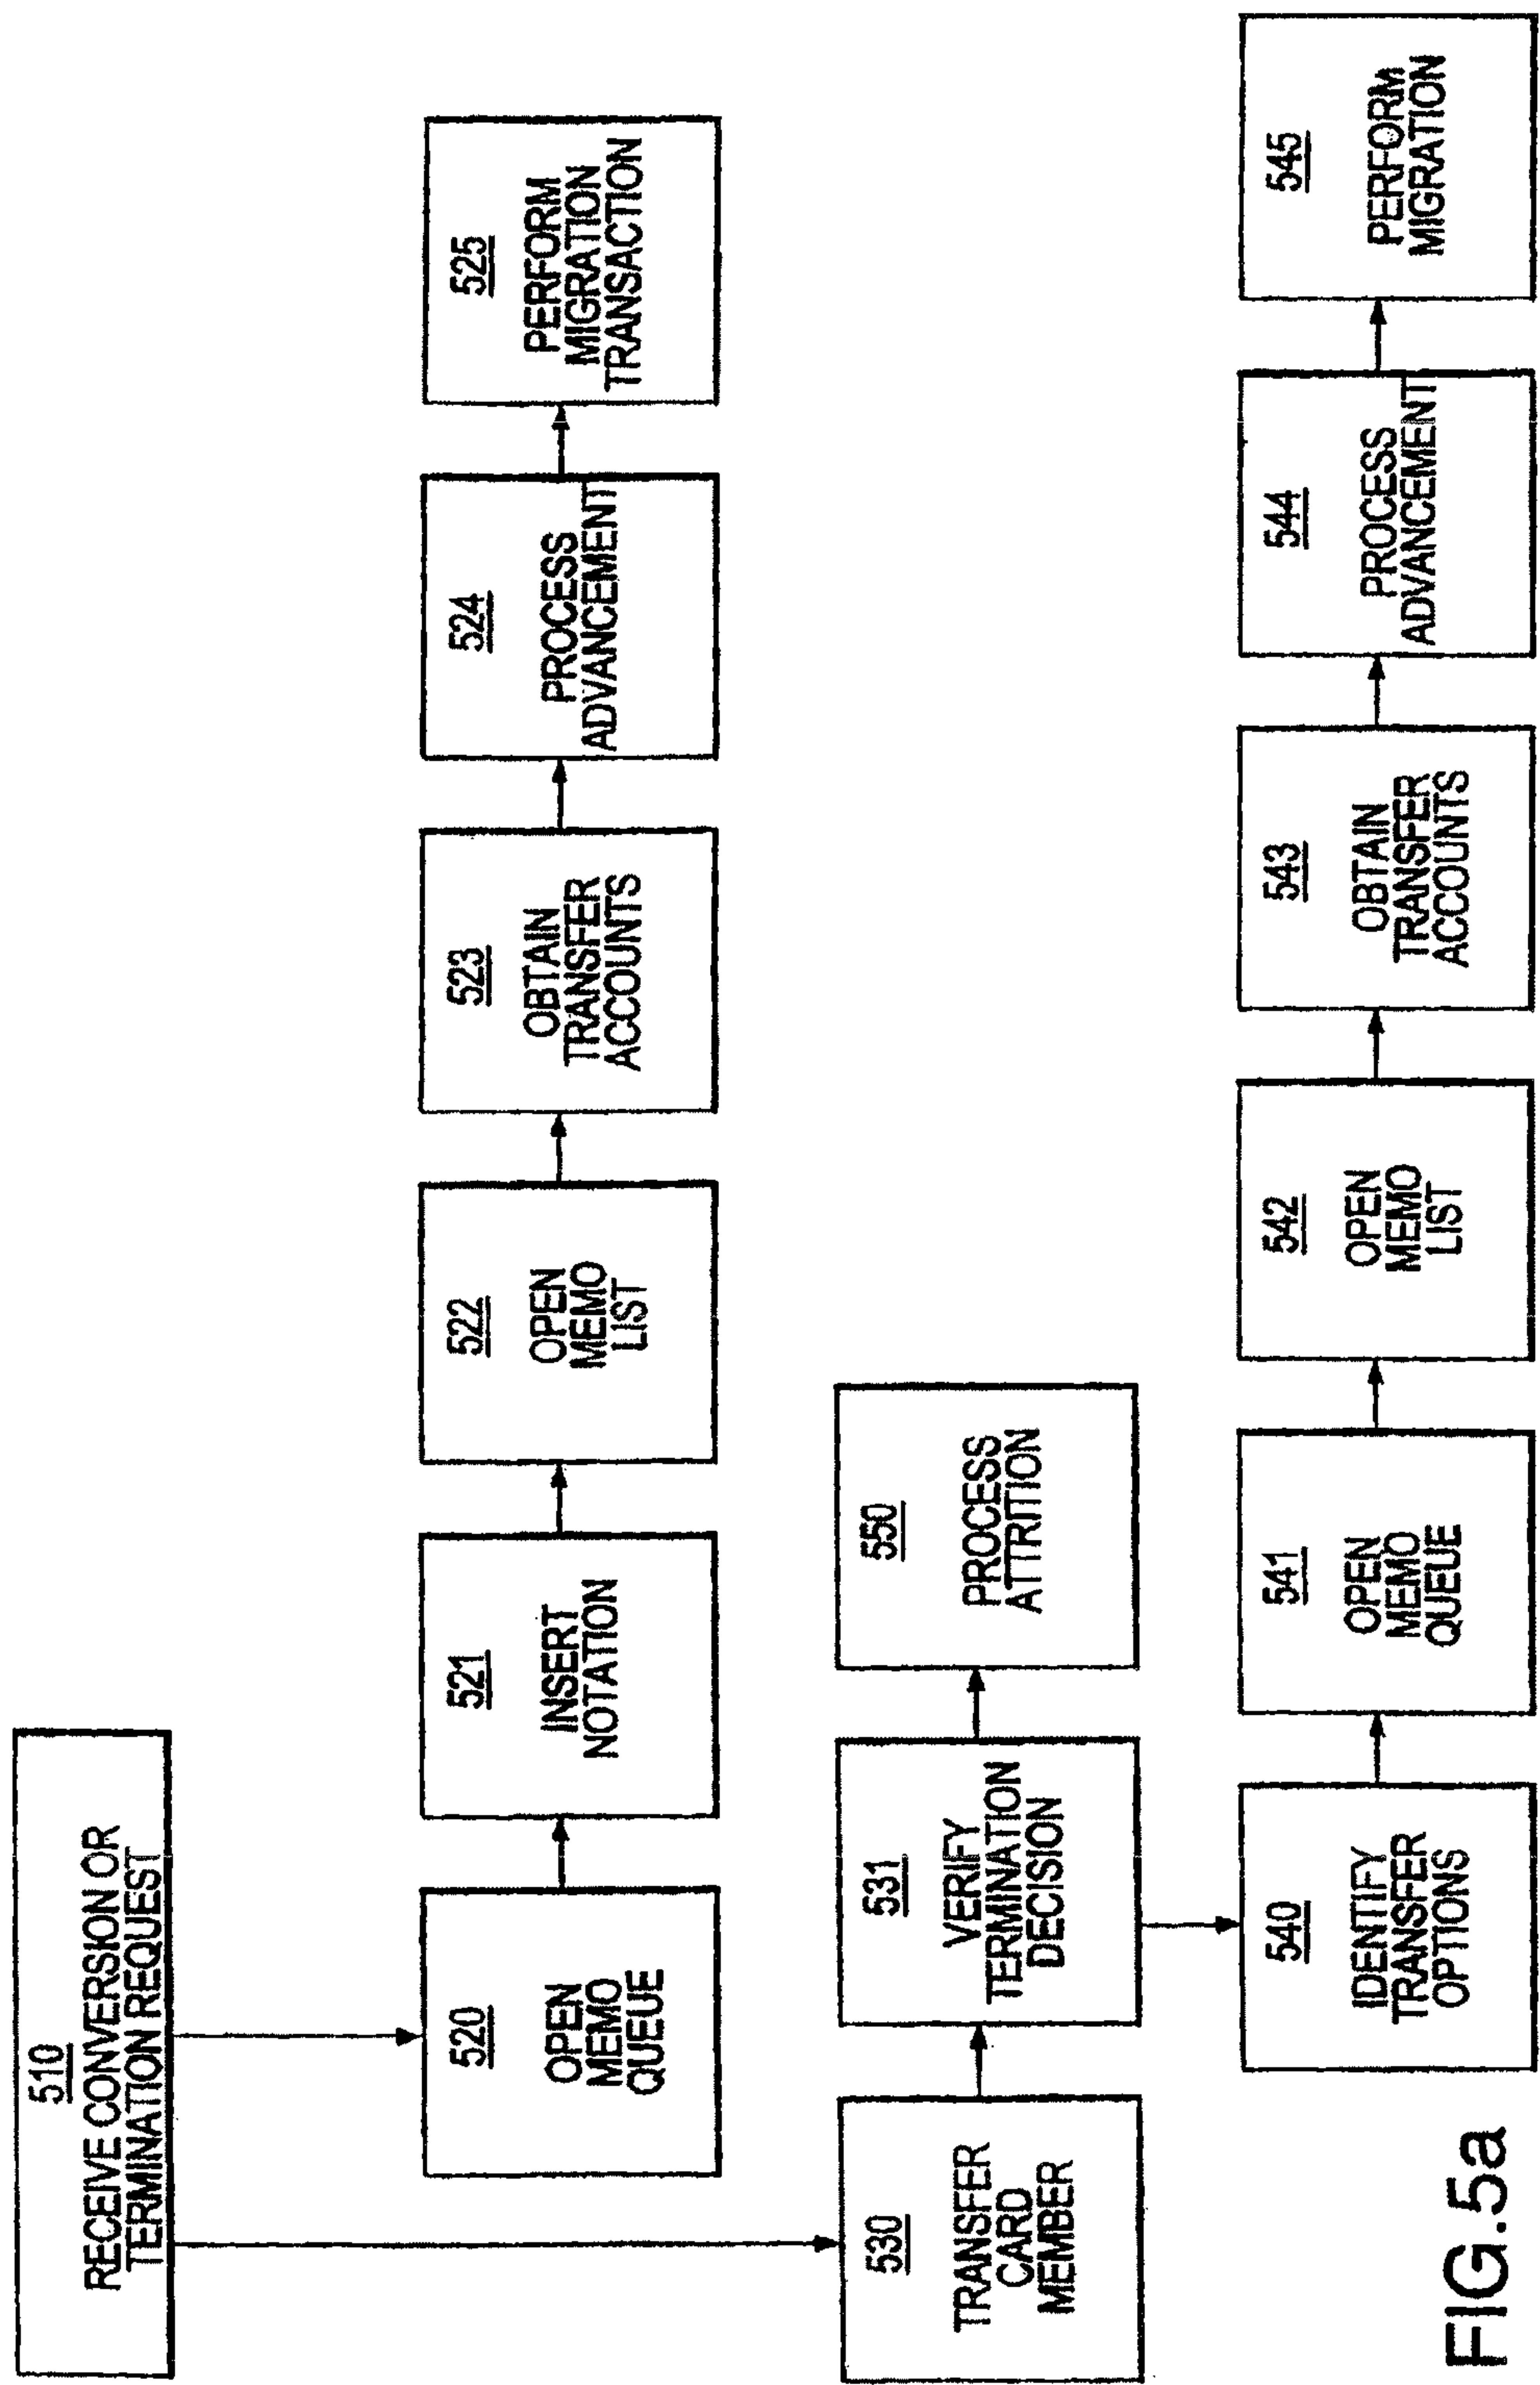 510
RECEIVE CONVERSION OR
TERMINATION REQUEST
520
OPEN
MEMO
QUEUE
521
INSERT
NOTATION
522
OPEN
MEMO
LIST
523
OBTAIN
TRANSFER
ACCOUNTS
524
PROCESS
ADVANCEMENT
525
PERFORM
MIGRATION
TRANSACTION
530
TRANSFER
CARD
MEMBER
531
VERIFY
TERMINATION
DECISION
550
PROCESS
ATTRITION
540
IDENTIFY
TRANSFER
OPTIONS
541
OPEN
MEMO
QUEUE
542
OPEN
MEMO
LIST
543
OBTAIN
TRANSFER
ACCOUNTS
544
PROCESS
ADVANCEMENT
545
PERFORM
MIGRATION
FIG.5a